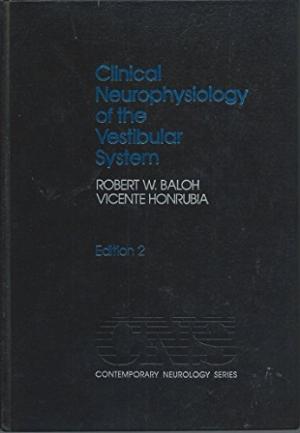 Clinical
Neurophysiology
of the
Vestibular
System
ROBERT W. BALOH
VICENTE HONRUBIA
Edition 2
CNS
CONTEMPORARY NEUROLOGY SERIES